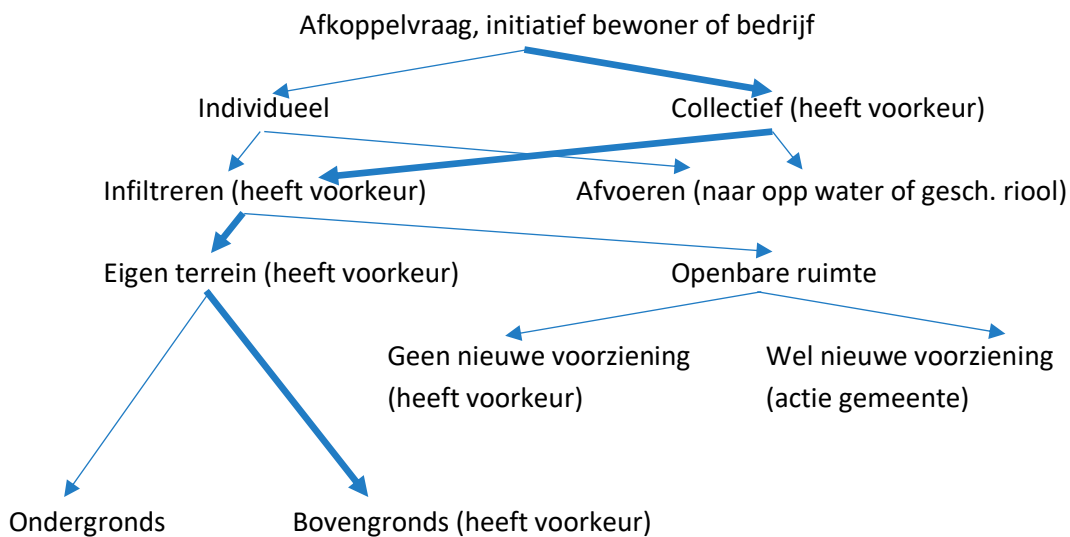 Afkoppelvraag, initiatief bewoner of bedrijf
Individueel
Collectief (heeft voorkeur)
Infiltreren (heeft voorkeur)
Afvoeren (naar opp water of gesch. riool)
Eigen terrein (heeft voorkeur)
Openbare ruimte
Geen nieuwe voorziening
(heeft voorkeur)
Wel nieuwe voorziening
(actie gemeente)
Ondergronds
Bovengronds (heeft voorkeur)